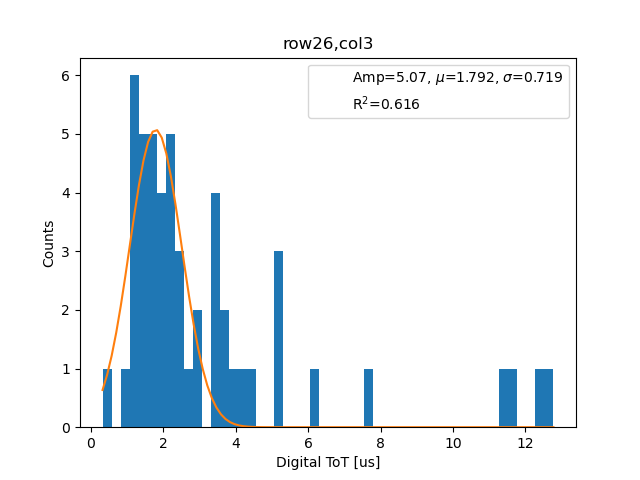 row26,col3
Amp=5.07, μ=1.792, σ=0.719
R²=0.616
Counts
6
5
4
3
2
1
0
0 2 4 6 8 10 12
Digital ToT [us]